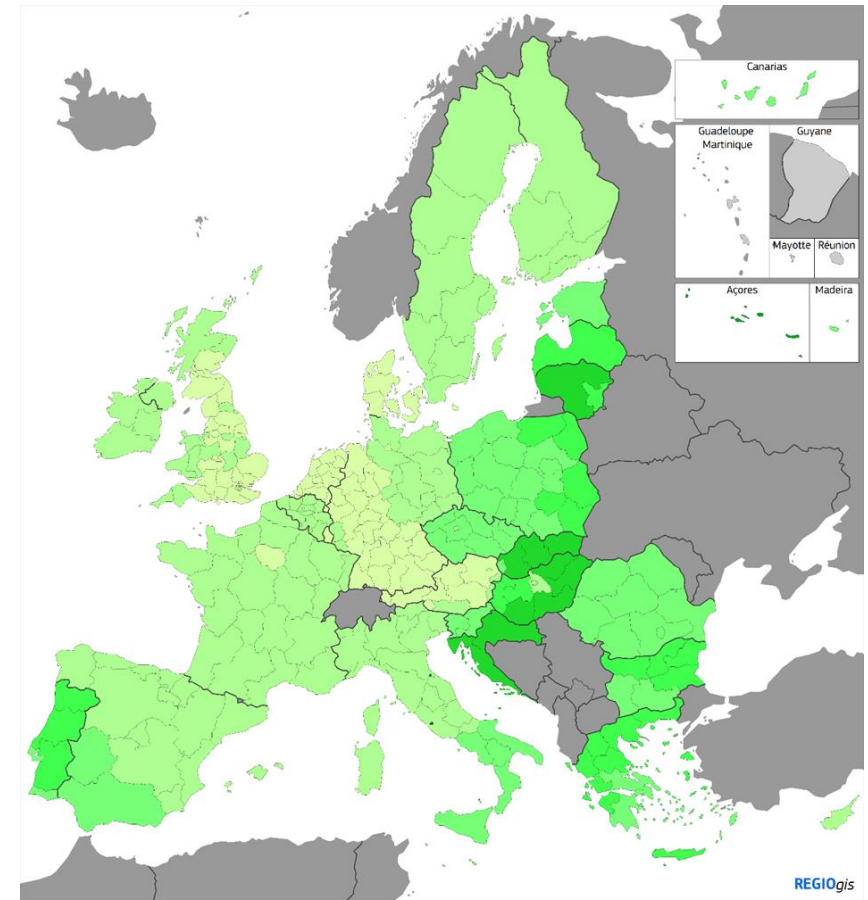 Canarias
Guadeloupe
Martinique
Guyane
Mayotte
Réunion
Açores
Madeira
REGIOgis